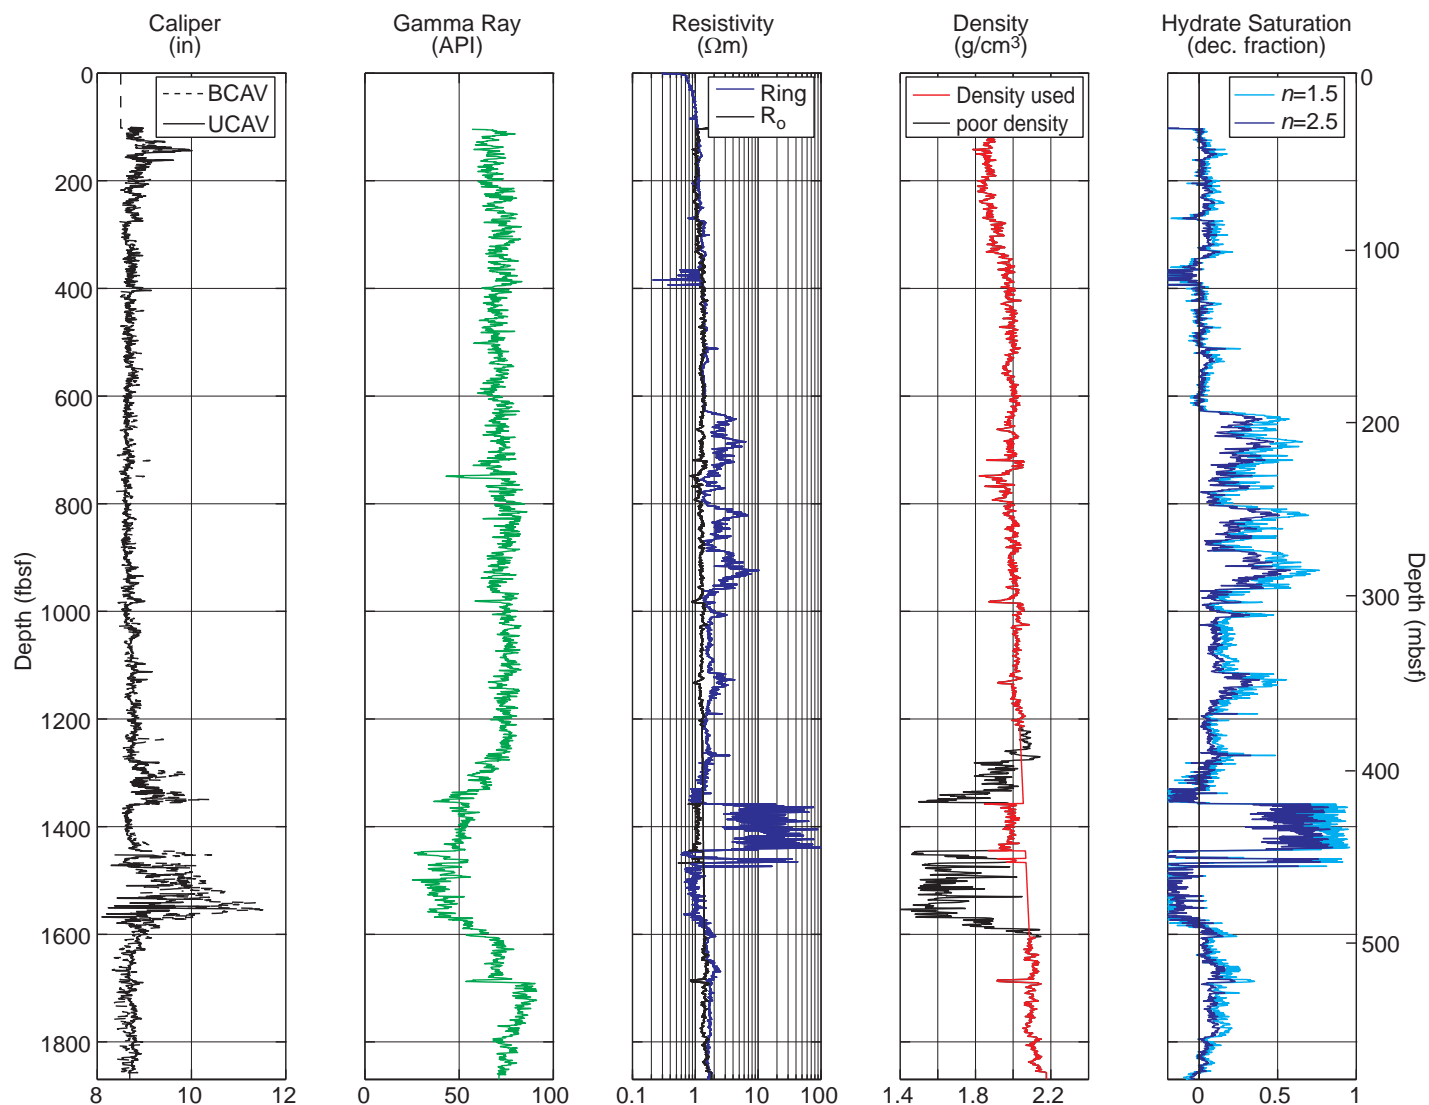 Caliper
(in)
Gamma Ray
(API)
Resistivity
(Ωm)
Density
(g/cm3)
Hydrate Saturation
(dec. fraction)
BCAV
UCAV
Ring
Ro
Density used
poor density
n=1.5
n=2.5
Depth (fbsf)
0
200
400
600
800
1000
1200
1400
1600
1800
8
10
12
0
50
100
0.1
1
10
100
1.4
1.8
2.2
0
0.5
1
0
100
200
300
400
500
Depth (mbsf)